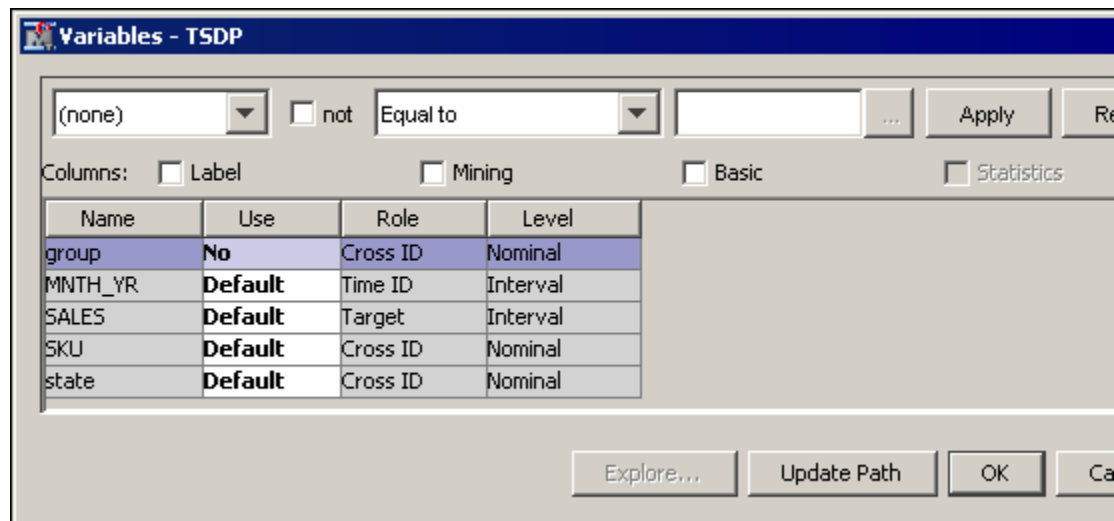 Variables - TSDP
(none) not Equal to ... Apply Re
Columns: Label Mining Basic Statistics
Name Use Role Level
group No Cross ID Nominal
MNTH_YR Default Time ID Interval
SALES Default Target Interval
SKU Default Cross ID Nominal
state Default Cross ID Nominal
Explore... Update Path OK Ca